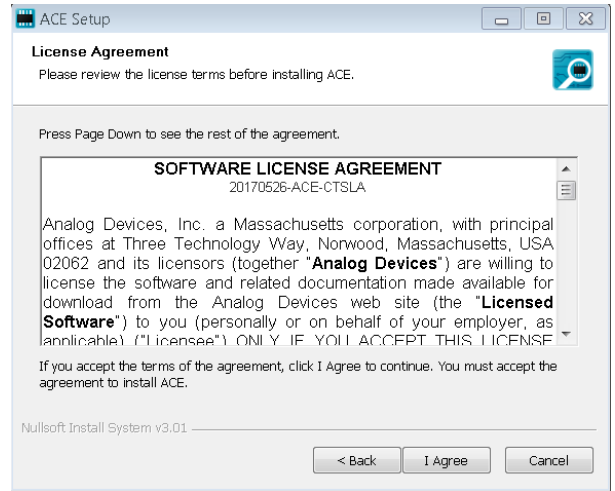 ACE Setup
License Agreement
Please review the license terms before installing ACE.
Press Page Down to see the rest of the agreement.
SOFTWARE LICENSE AGREEMENT
20170526-ACE-CTSLA
Analog Devices, Inc. a Massachusetts corporation, with principal
offices at Three Technology Way, Norwood, Massachusetts, USA
02062 and its licensors (together "Analog Devices") are willing to
license the software and related documentation made available for
download from the Analog Devices web site (the "Licensed
Software") to you (personally or on behalf of your employer, as
applicable) ("Licensee") ONLY IF YOU ACCEPT THIS LICENSE
If you accept the terms of the agreement, click I Agree to continue. You must accept the
agreement to install ACE.
Nullsoft Install System v3.01
< Back I Agree Cancel